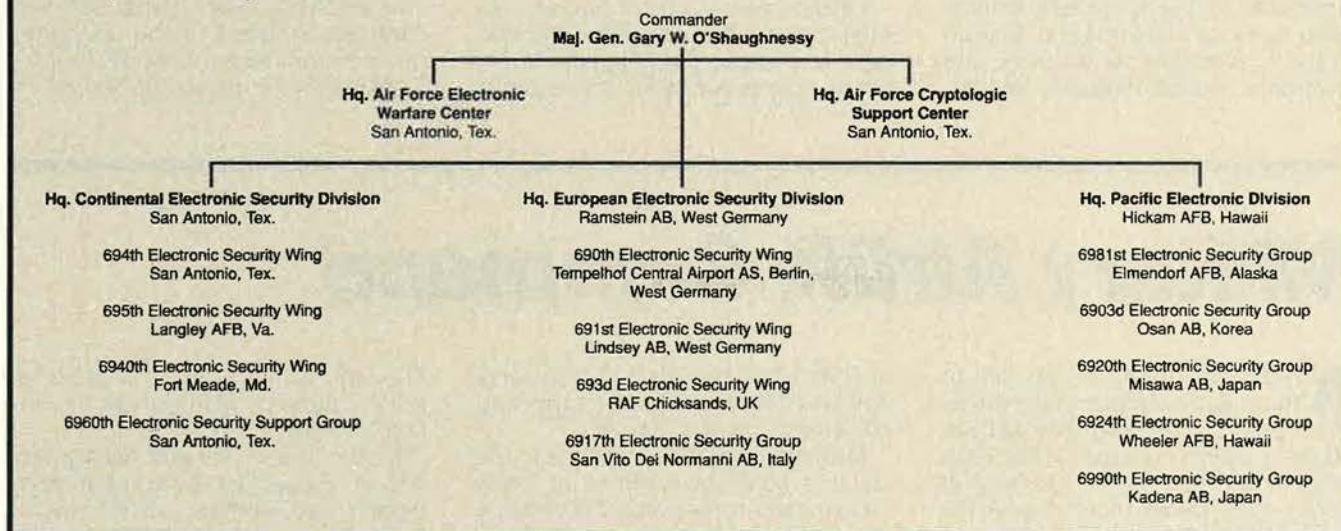 Commander
Maj. Gen. Gary W. O'Shaughnessy
Hq. Air Force Electronic
Warfare Center
San Antonio, Tex.
Hq. Air Force Cryptologic
Support Center
San Antonio, Tex.
Hq. Continental Electronic Security Division
San Antonio, Tex.
694th Electronic Security Wing
San Antonio, Tex.
695th Electronic Security Wing
Langley AFB, Va.
6940th Electronic Security Wing
Fort Meade, Md.
6960th Electronic Security Support Group
San Antonio, Tex.
Hq. European Electronic Security Division
Ramstein AB, West Germany
690th Electronic Security Wing
Tempelhof Central Airport AS, Berlin,
West Germany
691st Electronic Security Wing
Lindsey AB, West Germany
693d Electronic Security Wing
RAF Chicksands, UK
6917th Electronic Security Group
San Vito Dei Normanni AB, Italy
Hq. Pacific Electronic Division
Hickam AFB, Hawaii
6981st Electronic Security Group
Elmendorf AFB, Alaska
6903d Electronic Security Group
Osan AB, Korea
6920th Electronic Security Group
Misawa AB, Japan
6924th Electronic Security Group
Wheeler AFB, Hawaii
6990th Electronic Security Group
Kadena AB, Japan